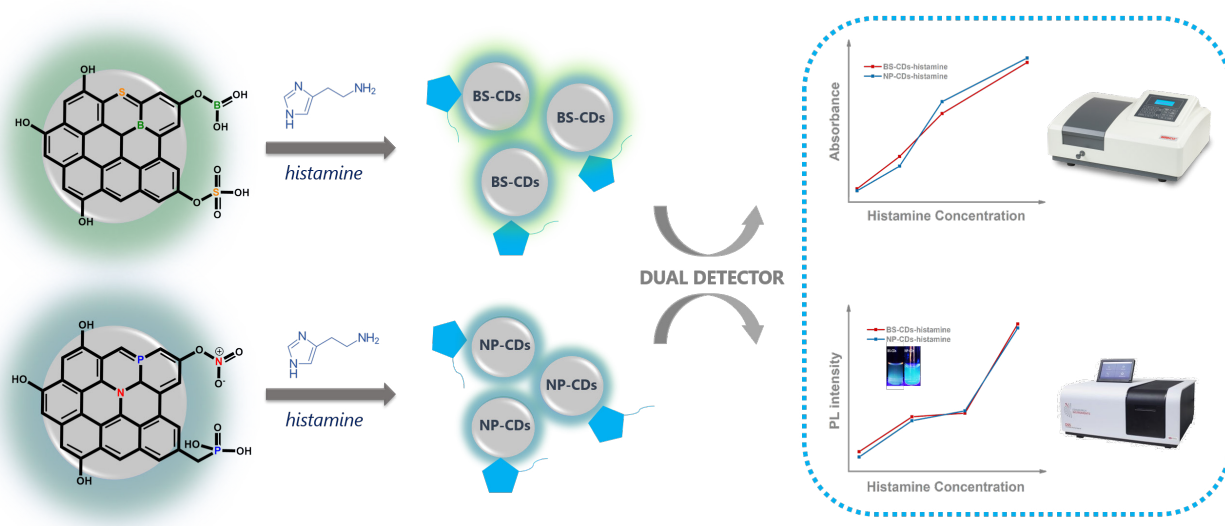 OH
S
O
B
OH
OH
HO
B
O
S
OH
O
O
OH
OH
N
N
H
NH2
histamine
BS-CDs
BS-CDs
BS-CDs
Absorbance
BS-CDs-histamine
NP-CDs-histamine
Histamine Concentration
DUAL DETECTOR
OH
P
O
N
⊕
O
O-
HO
N
O
HO
P
OH
OH
N
N
H
NH2
histamine
NP-CDs
NP-CDs
NP-CDs
PL intensity
BS-CDs-histamine
NP-CDs-histamine
Histamine Concentration